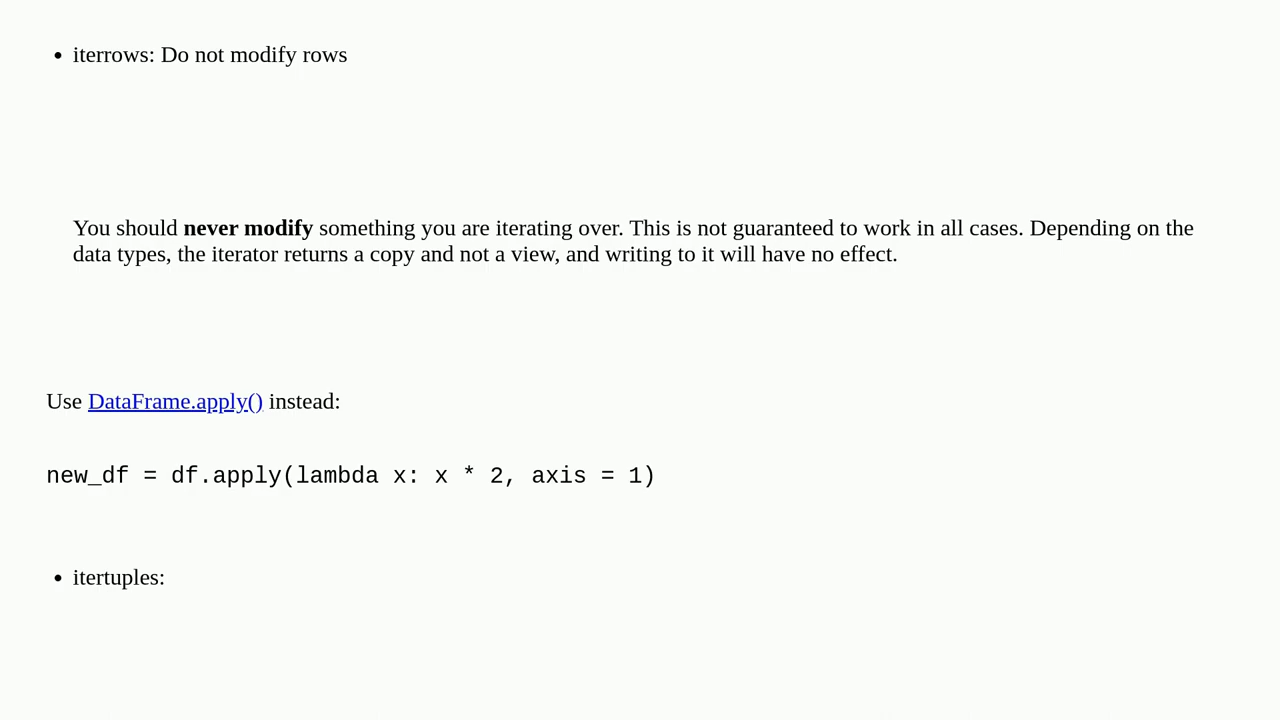 • iterrows: Do not modify rows
You should never modify something you are iterating over. This is not guaranteed to work in all cases. Depending on the
data types, the iterator returns a copy and not a view, and writing to it will have no effect.
Use DataFrame.apply() instead:
new_df = df.apply(lambda x: x * 2, axis = 1)
• itertuples: